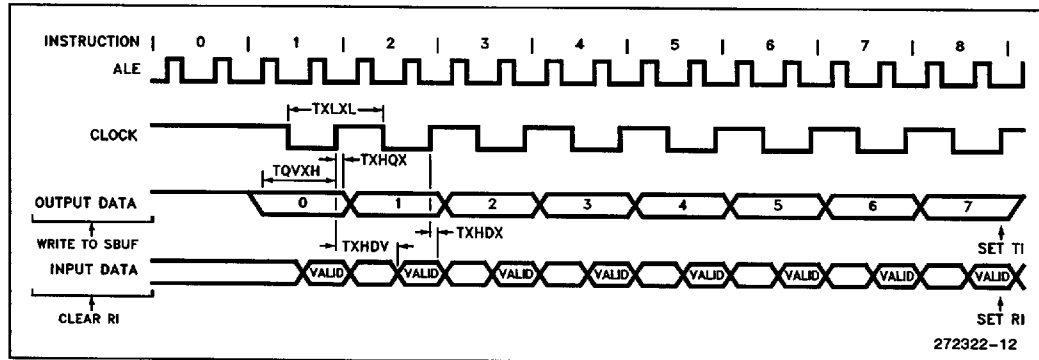 INSTRUCTION | 0 | 1 | 2 | 3 | 4 | 5 | 6 | 7 | 8 |
ALE
TXLXL
CLOCK
TQVXH
TXHQX
OUTPUT DATA 0 1 2 3 4 5 6 7
WRITE TO SBUF
TXHDV
TXHDX
SET TI
INPUT DATA VALID VALID VALID VALID VALID VALID VALID VALID
CLEAR RI
SET RI
272322-12